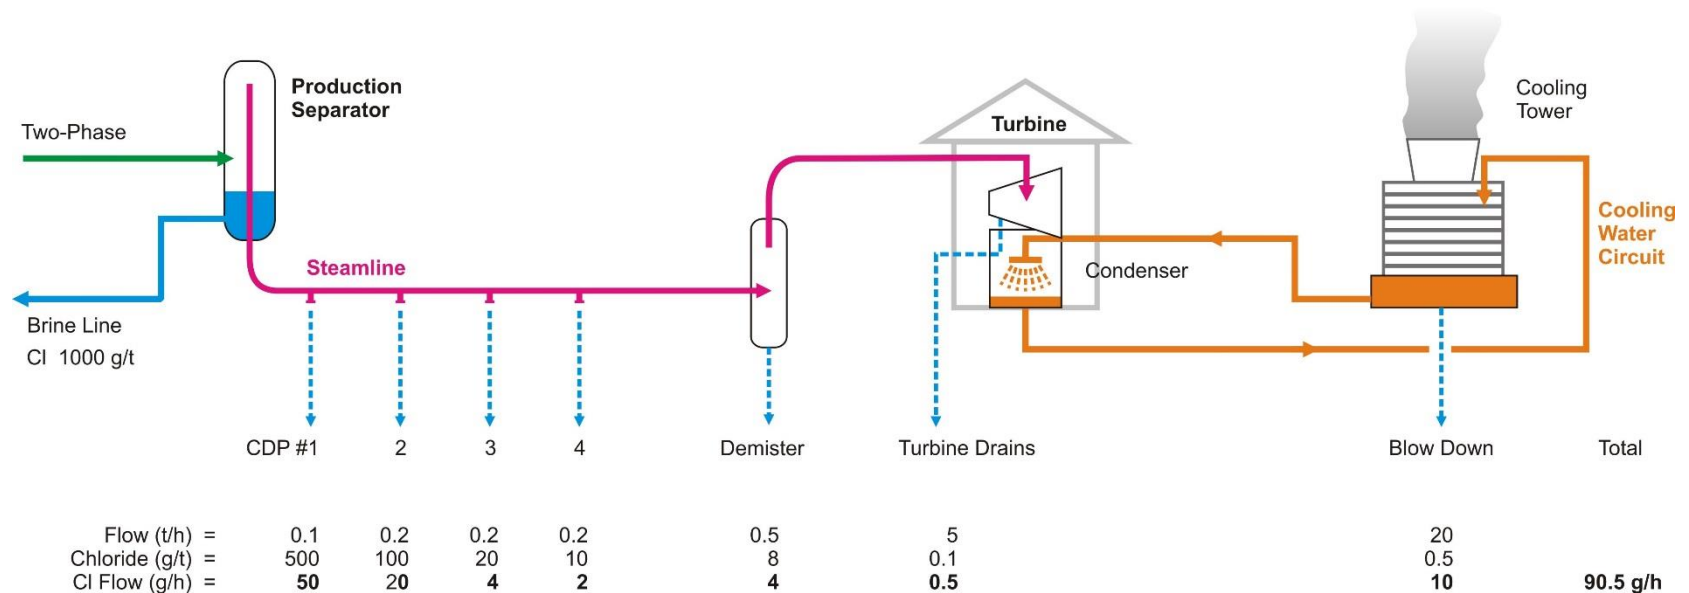 Production
Separator
Two-Phase
Turbine
Cooling
Tower
Cooling
Water
Circuit
Steamline
Condenser
Brine Line
Cl 1000 g/t
CDP #1 2 3 4 Demister Turbine Drains Blow Down Total
Flow (t/h) = 0.1 0.2 0.2 0.2 0.5 5 20
Chloride (g/t) = 500 100 20 10 8 0.1 0.5
Cl Flow (g/h) = 50 20 4 2 4 0.5 10 90.5 g/h